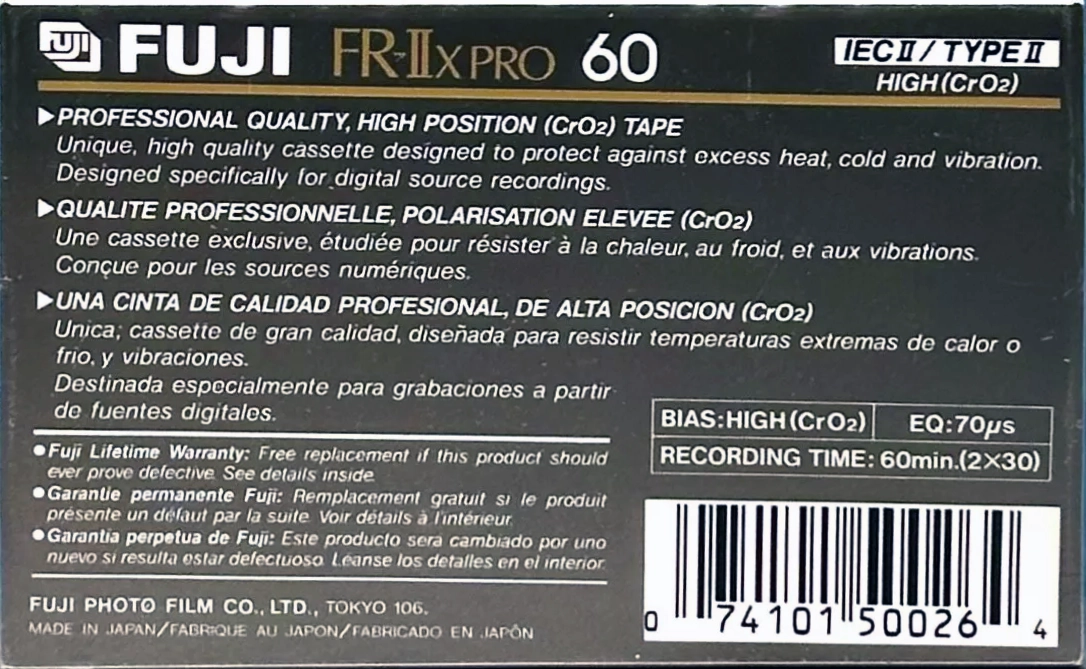 FUJI FUJI FR-IIx PRO 60 IEC II / TYPE II
HIGH (CrO2)
▶PROFESSIONAL QUALITY, HIGH POSITION (CrO2) TAPE
Unique, high quality cassette designed to protect against excess heat, cold and vibration.
Designed specifically for digital source recordings.
▶QUALITE PROFESSIONNELLE, POLARISATION ELEVEE (CrO2)
Une cassette exclusive, étudiée pour résister à la chaleur, au froid, et aux vibrations.
Conçue pour les sources numériques.
▶UNA CINTA DE CALIDAD PROFESIONAL, DE ALTA POSICION (CrO2)
Unica, cassette de gran calidad, diseñada para resistir temperaturas extremas de calor o
frio, y vibraciones.
Destinada especialmente para grabaciones a partir
de fuentes digitales.
BIAS:HIGH (CrO2) EQ:70μs
RECORDING TIME: 60min.(2×30)
●Fuji Lifetime Warranty: Free replacement if this product should
ever prove defective. See details inside.
●Garantie permanente Fuji: Remplacement gratuit si le produit
présente un défaut par la suite. Voir détails à l'intérieur.
●Garantia perpetua de Fuji: Este producto será cambiado por uno
nuevo si resulta estar defectuoso. Léanse los detalles en el interior.
FUJI PHOTO FILM CO., LTD., TOKYO 106.
MADE IN JAPAN/FABRIQUE AU JAPON/FABRICADO EN JAPÓN
0 74101 50026 4